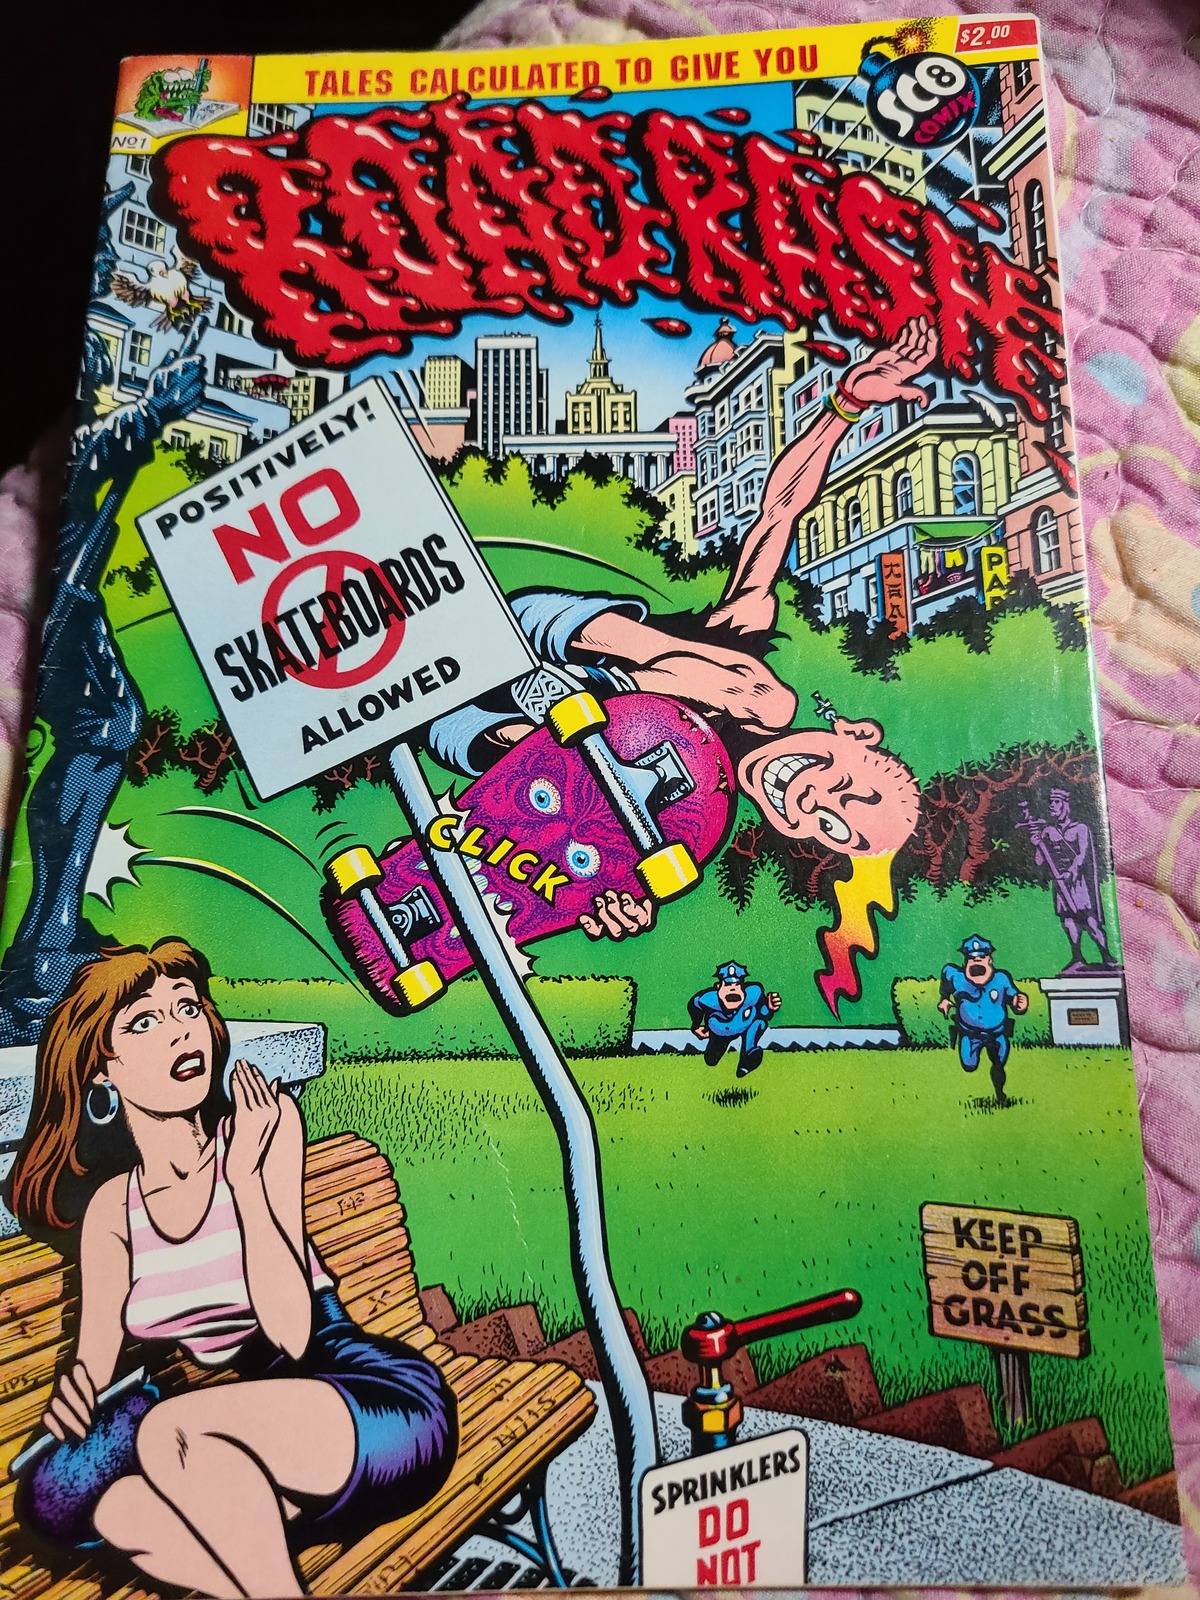 TALES CALCULATED TO GIVE YOU
$2.00
SC8
COMIX
No1
ROAD RASH
POSITIVELY!
NO
SKATEBOARDS
ALLOWED
CLICK
KEEP
OFF
GRASS
SPRINKLERS
DO
NOT